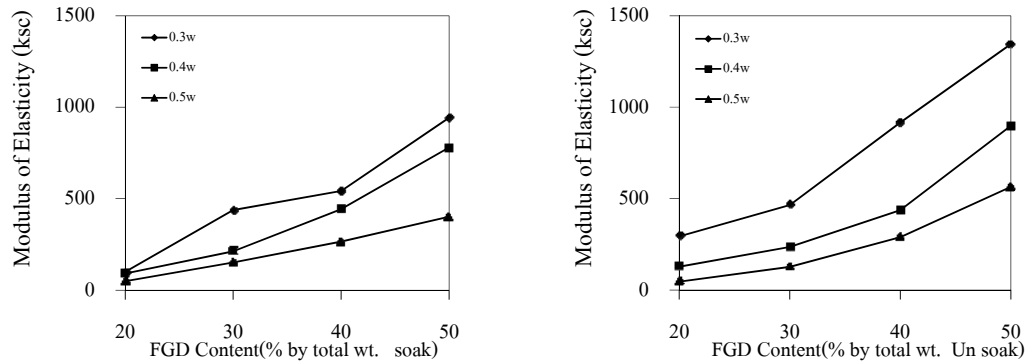 Modulus of Elasticity (ksc)
1500
1000
500
0
0.3w
0.4w
0.5w
20 30 40 50
FGD Content(% by total wt. soak)
Modulus of Elasticity (ksc)
1500
1000
500
0
0.3w
0.4w
0.5w
20 30 40 50
FGD Content(% by total wt. Un soak)